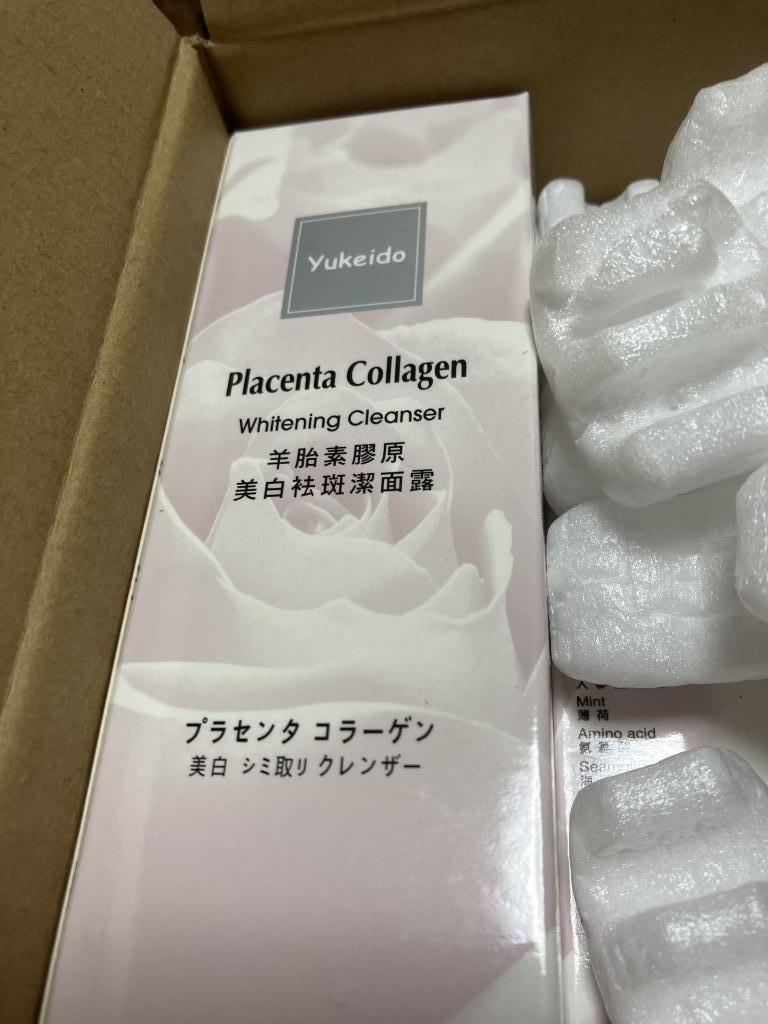 Yukeido
Placenta Collagen
Whitening Cleanser
羊胎素膠原
美白袪斑潔面露
プラセンタ コラーゲン
美白 シミ取り クレンザー
Mint
薄荷
Amino acid